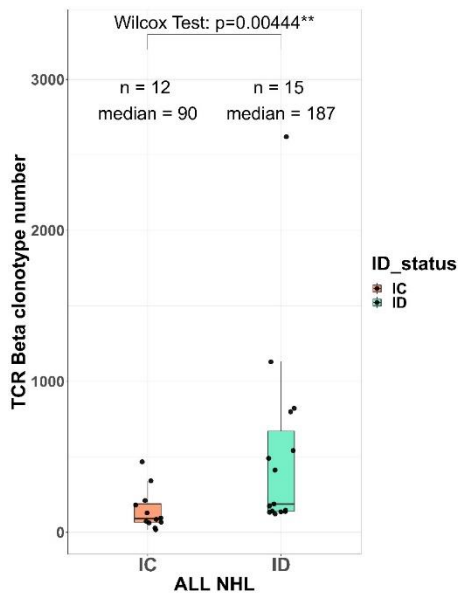 Wilcox Test: p=0.00444**
n = 12
n = 15
median = 90
median = 187
TCR Beta clonotype number
3000
2000
1000
0
IC
ID
ALL NHL
ID_status
IC
ID